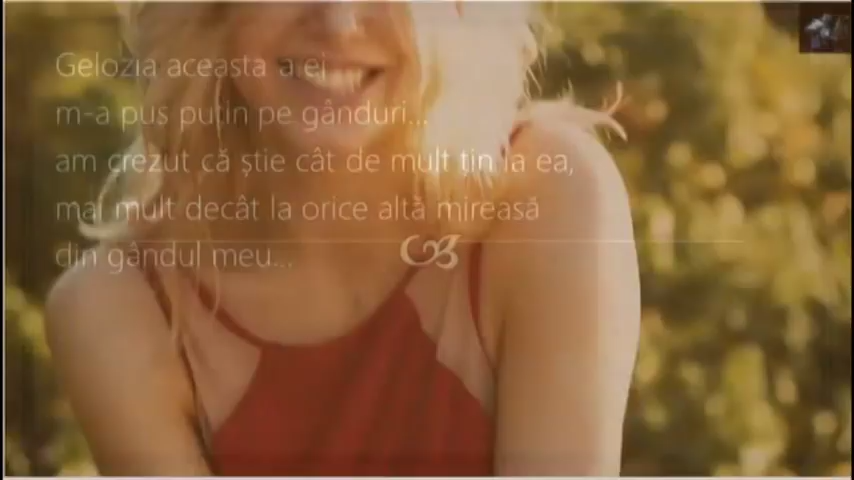 Gelozia aceasta a ei
m-a pus puțin pe gânduri...
am crezut că știe cât de mult țin la ea,
mai mult decât la orice altă mireasă
din gândul meu...